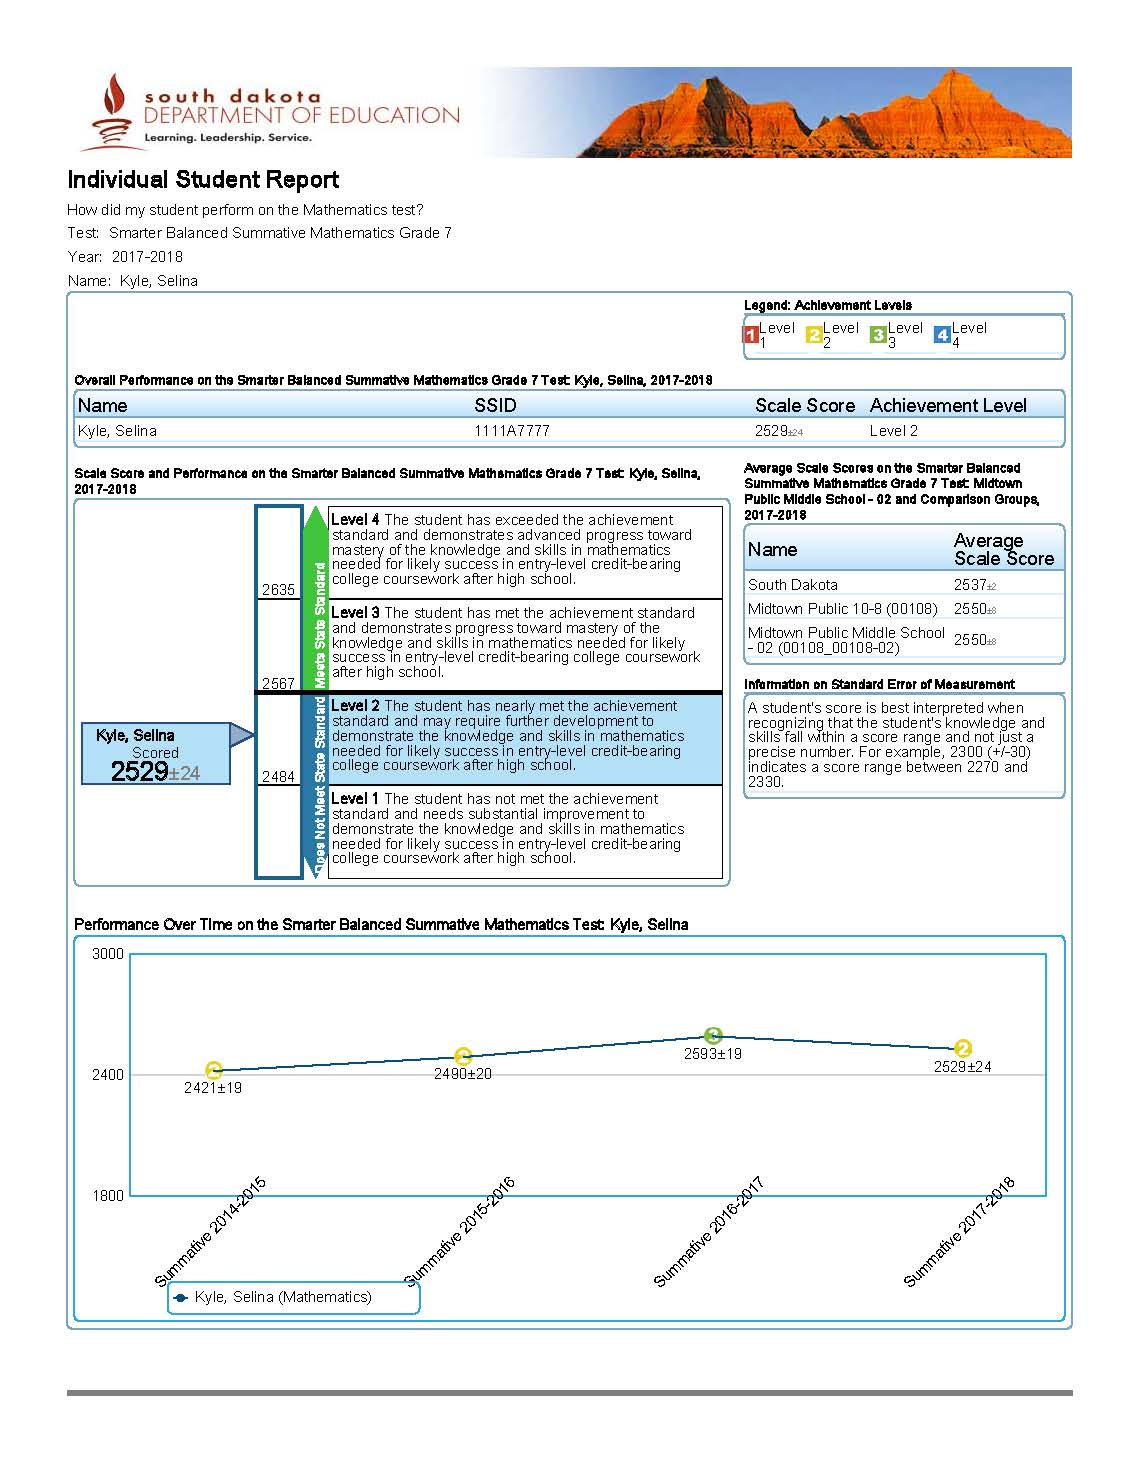 south dakota
DEPARTMENT OF EDUCATION
Learning. Leadership. Service.
Individual Student Report
How did my student perform on the Mathematics test?
Test: Smarter Balanced Summative Mathematics Grade 7
Year: 2017-2018
Name: Kyle, Selina
Legend: Achievement Levels
1 Level 1
2 Level 2
3 Level 3
4 Level 4
Overall Performance on the Smarter Balanced Summative Mathematics Grade 7 Test: Kyle, Selina, 2017-2018
Name SSID Scale Score Achievement Level
Kyle, Selina 1111A7777 2529±24 Level 2
Scale Score and Performance on the Smarter Balanced Summative Mathematics Grade 7 Test: Kyle, Selina,
2017-2018
Kyle, Selina
Scored
2529±24
2635
2567
2484
Meets State Standard
Does Not Meet State Standard
Level 4 The student has exceeded the achievement
standard and demonstrates advanced progress toward
mastery of the knowledge and skills in mathematics
needed for likely success in entry-level credit-bearing
college coursework after high school.
Level 3 The student has met the achievement standard
and demonstrates progress toward mastery of the
knowledge and skills in mathematics needed for likely
success in entry-level credit-bearing college coursework
after high school.
Level 2 The student has nearly met the achievement
standard and may require further development to
demonstrate the knowledge and skills in mathematics
needed for likely success in entry-level credit-bearing
college coursework after high school.
Level 1 The student has not met the achievement
standard and needs substantial improvement to
demonstrate the knowledge and skills in mathematics
needed for likely success in entry-level credit-bearing
college coursework after high school.
Average Scale Scores on the Smarter Balanced
Summative Mathematics Grade 7 Test: Midtown
Public Middle School - 02 and Comparison Groups,
2017-2018
Name Average
Scale Score
South Dakota 2537±2
Midtown Public 10-8 (00108) 2550±8
Midtown Public Middle School
- 02 (00108_00108-02) 2550±8
Information on Standard Error of Measurement
A student's score is best interpreted when
recognizing that the student's knowledge and
skills fall within a score range and not just a
precise number. For example, 2300 (+/-30)
indicates a score range between 2270 and
2330.
Performance Over Time on the Smarter Balanced Summative Mathematics Test: Kyle, Selina
3000
2400
1800
2
2421±19
2
2490±20
3
2593±19
2
2529±24
Summative 2014-2015
Summative 2015-2016
Summative 2016-2017
Summative 2017-2018
Kyle, Selina (Mathematics)